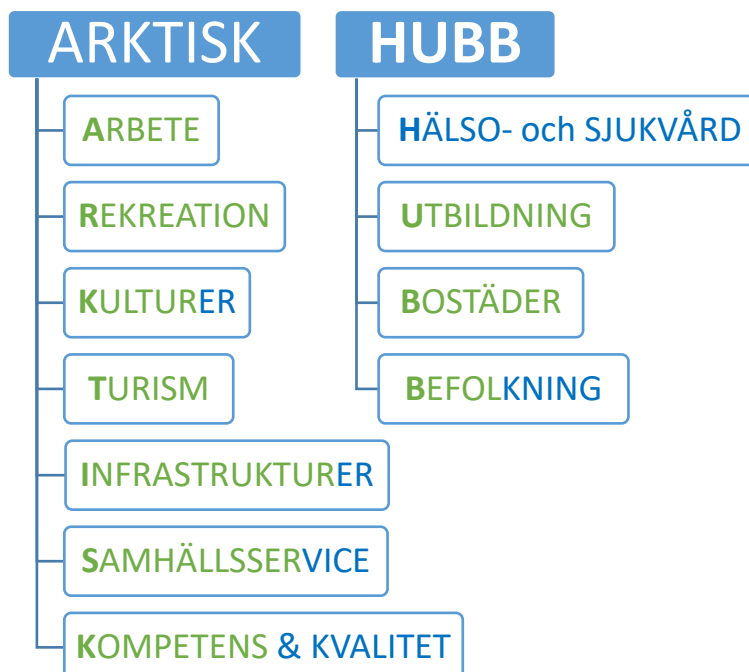 ARKTISK
ARBETE
REKREATION
KULTURER
TURISM
INFRASTRUKTURER
SAMHÄLLSSERVICE
KOMPETENS & KVALITET
HUBB
HÄLSO- och SJUKVÅRD
UTBILDNING
BOSTÄDER
BEFOLKNING